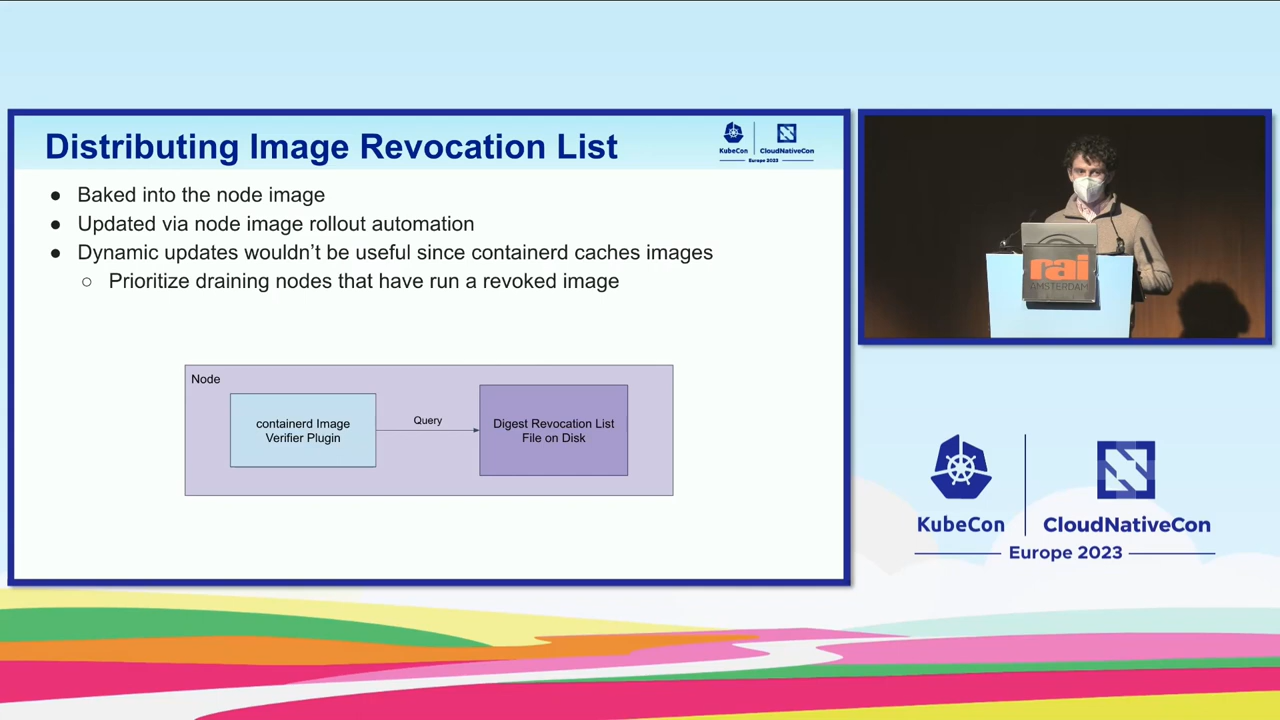 Distributing Image Revocation List
KubeCon
CloudNativeCon
Europe 2023
● Baked into the node image
● Updated via node image rollout automation
● Dynamic updates wouldn’t be useful since containerd caches images
○ Prioritize draining nodes that have run a revoked image
Node
containerd Image
Verifier Plugin
Query
Digest Revocation List
File on Disk
rai
AMSTERDAM
KubeCon
CloudNativeCon
Europe 2023